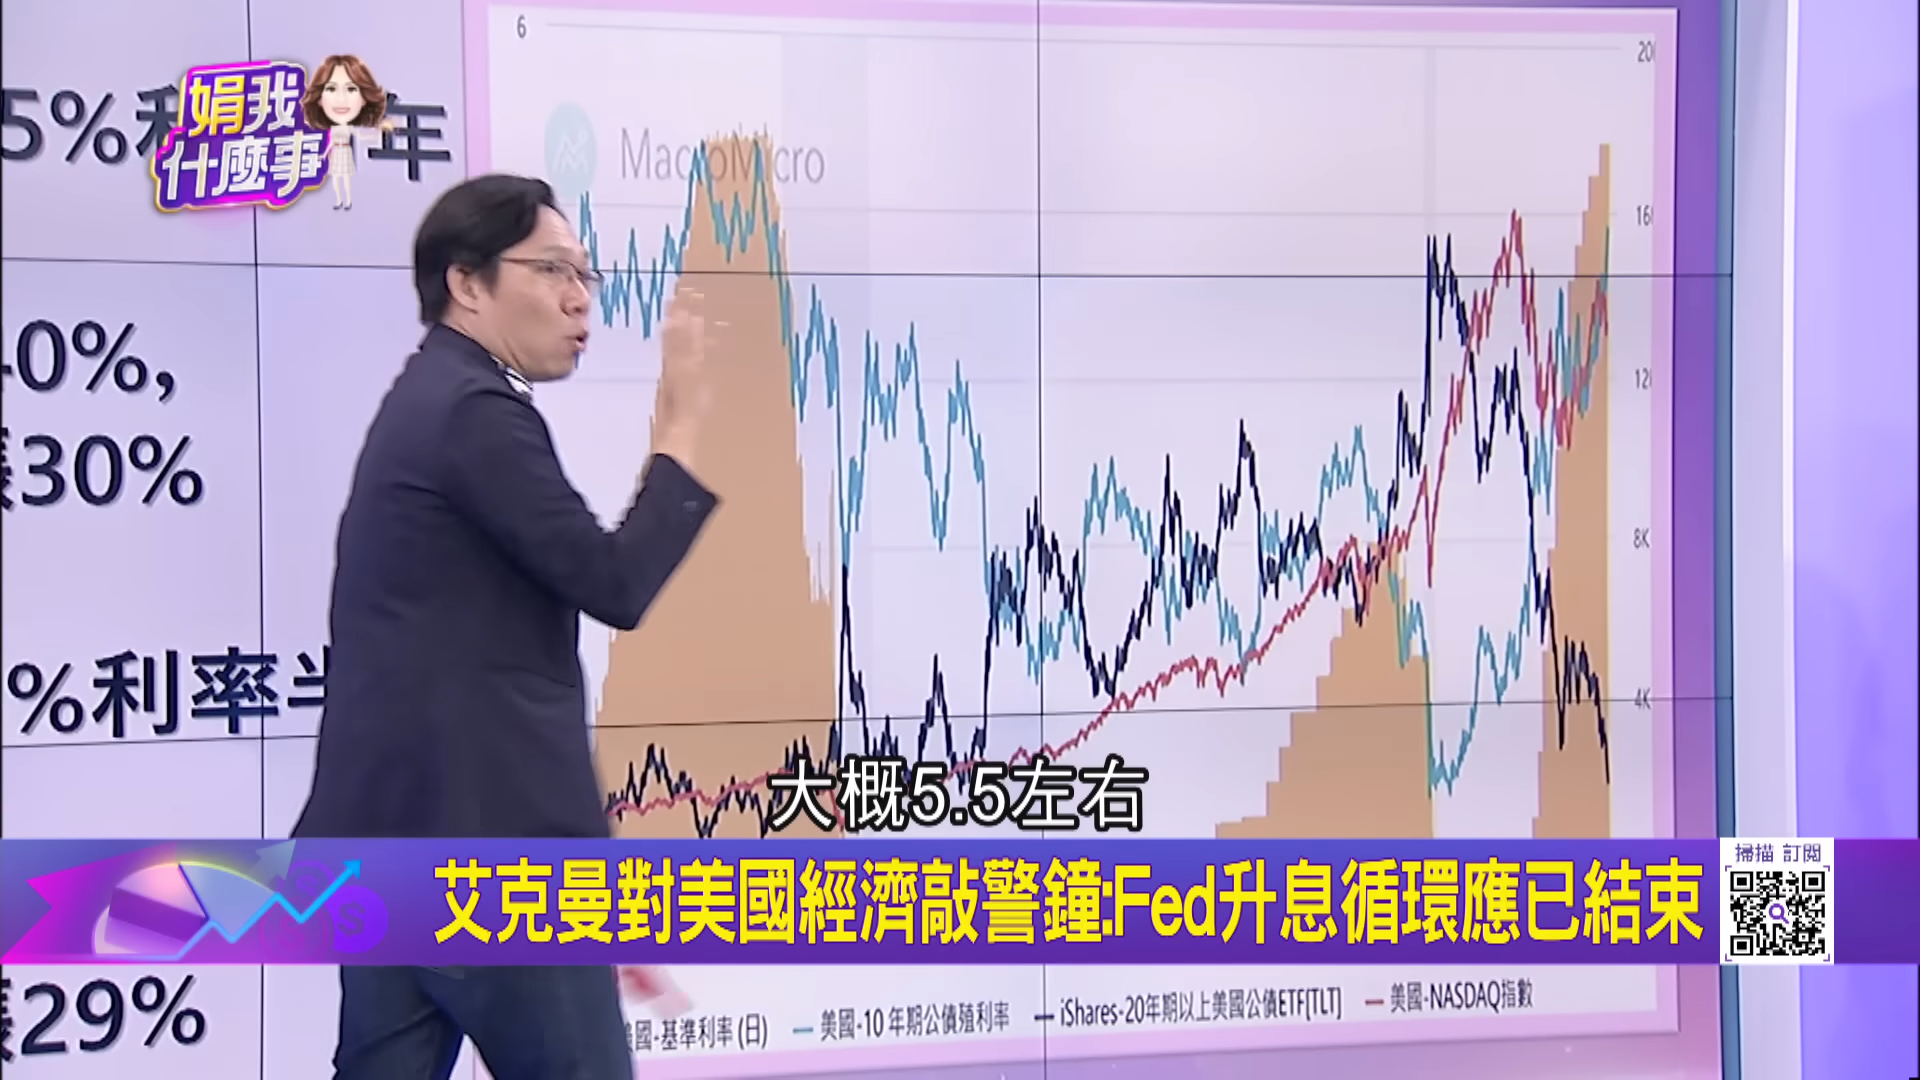 娟我
什麼事
5%利
年
40%,
30%
%利率半
29%
6
MacroMicro
8K
4K
大概5.5左右
艾克曼對美國經濟敲警鐘:Fed升息循環應已結束
掃描 訂閱
美國-基準利率(日)
美國-10年期公債殖利率
iShares-20年期以上美國公債ETF[TLT]
美國-NASDAQ指數